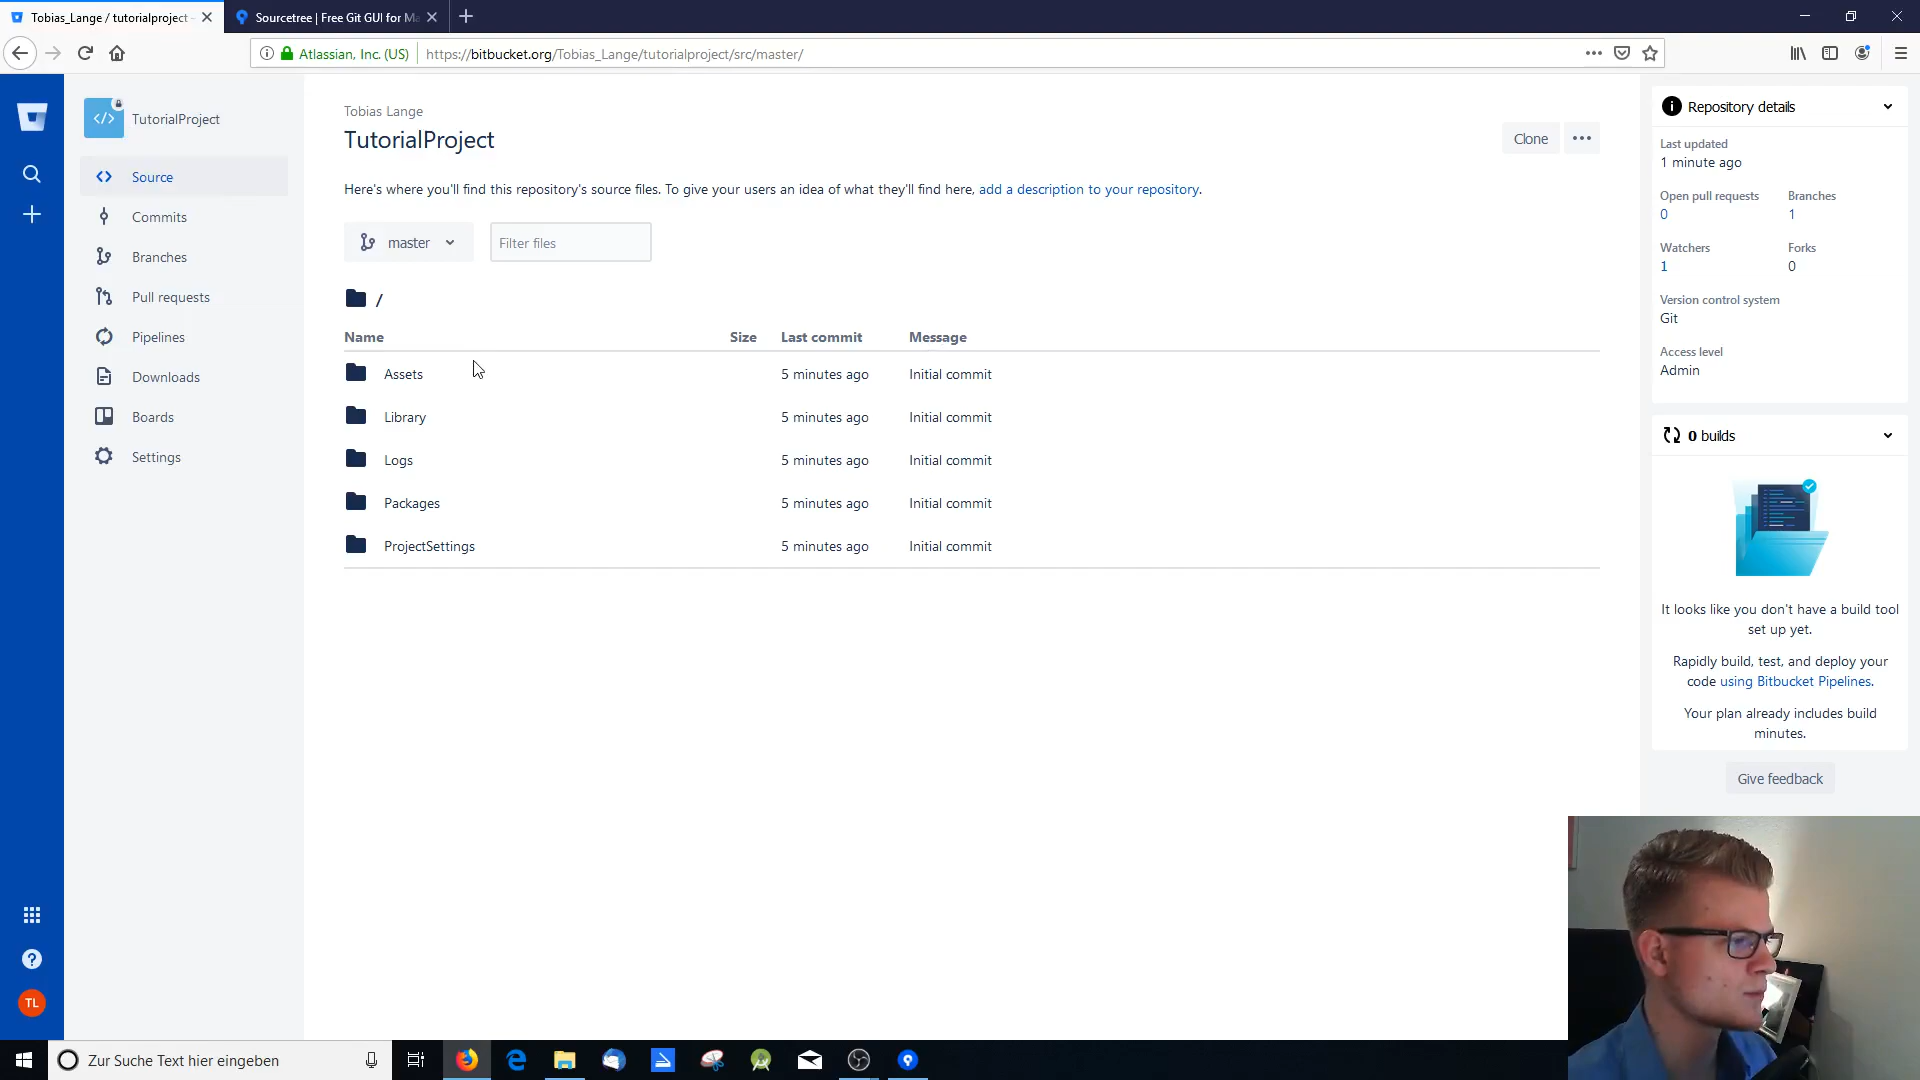 Tobias_Lange / tutorialproject -
Sourcetree | Free Git GUI for Ma
Atlassian, Inc. (US)
https://bitbucket.org/Tobias_Lange/tutorialproject/src/master/
TutorialProject
Source
Commits
Branches
Pull requests
Pipelines
Downloads
Boards
Settings
TL
Tobias Lange
TutorialProject
Clone
Here's where you'll find this repository's source files. To give your users an idea of what they'll find here, add a description to your repository.
master
Filter files
/
Name Size Last commit Message
Assets 5 minutes ago Initial commit
Library 5 minutes ago Initial commit
Logs 5 minutes ago Initial commit
Packages 5 minutes ago Initial commit
ProjectSettings 5 minutes ago Initial commit
Repository details
Last updated
1 minute ago
Open pull requests Branches
0 1
Watchers Forks
1 0
Version control system
Git
Access level
Admin
0 builds
It looks like you don't have a build tool
set up yet.
Rapidly build, test, and deploy your
code using Bitbucket Pipelines.
Your plan already includes build
minutes.
Give feedback
Zur Suche Text hier eingeben